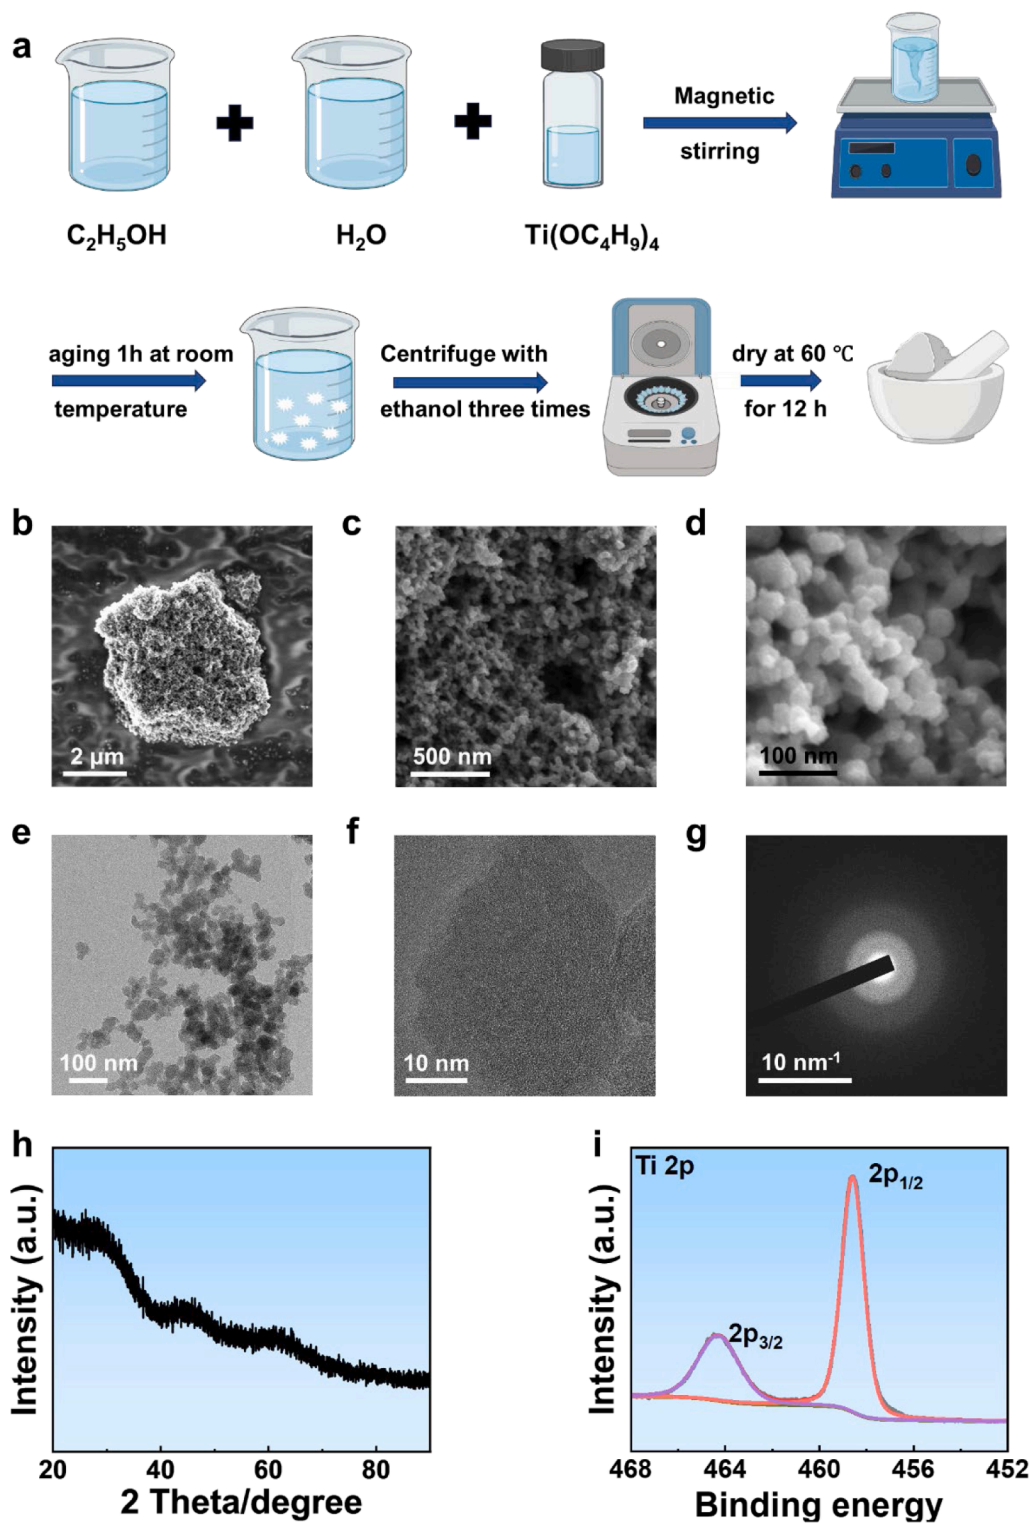 a
Magnetic
stirring
C₂H₅OH
H₂O
Ti(OC₄H₉)₄
aging 1h at room
temperature
Centrifuge with
ethanol three times
dry at 60 ℃
for 12 h
b
c
d
2 μm
500 nm
100 nm
e
f
g
100 nm
10 nm
10 nm⁻¹
h
Intensity (a.u.)
20 40 60 80
2 Theta/degree
i
Ti 2p
2p₁/₂
2p₃/₂
Intensity (a.u.)
468 464 460 456 452
Binding energy